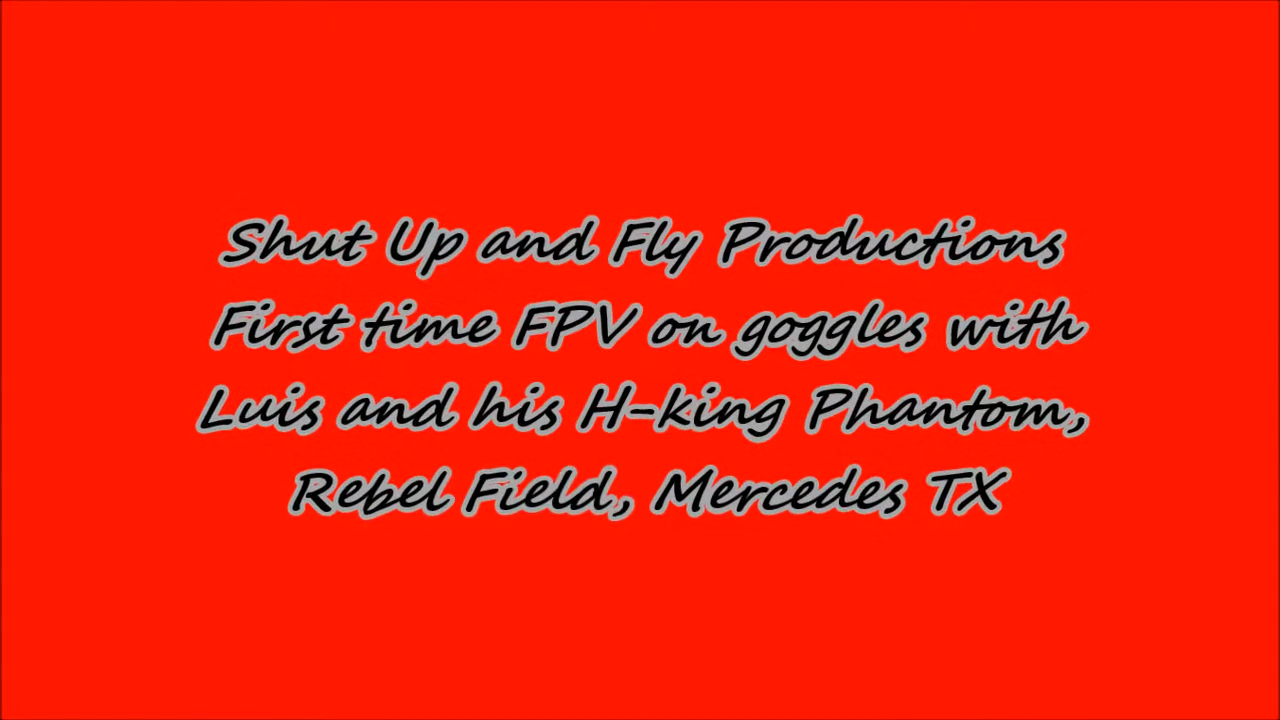 Shut Up and Fly Productions
First time FPV on goggles with
Luis and his H-king Phantom,
Rebel Field, Mercedes TX